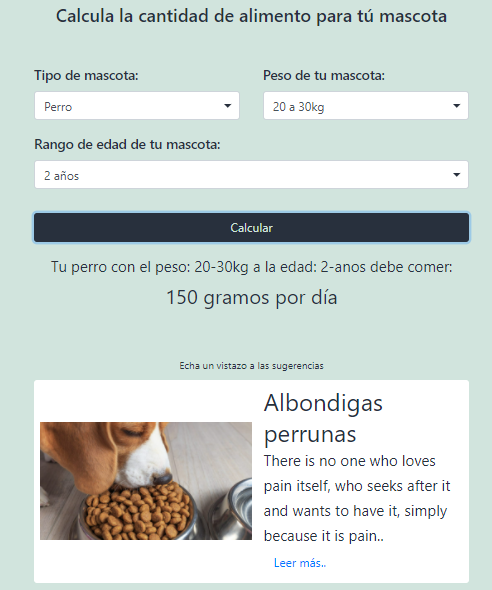 Calcula la cantidad de alimento para tú mascota
Tipo de mascota:
Perro
Peso de tu mascota:
20 a 30kg
Rango de edad de tu mascota:
2 años
Calcular
Tu perro con el peso: 20-30kg a la edad: 2-anos debe comer:
150 gramos por día
Echa un vistazo a las sugerencias
Albondigas
perrunas
There is no one who loves
pain itself, who seeks after it
and wants to have it, simply
because it is pain..
Leer más..